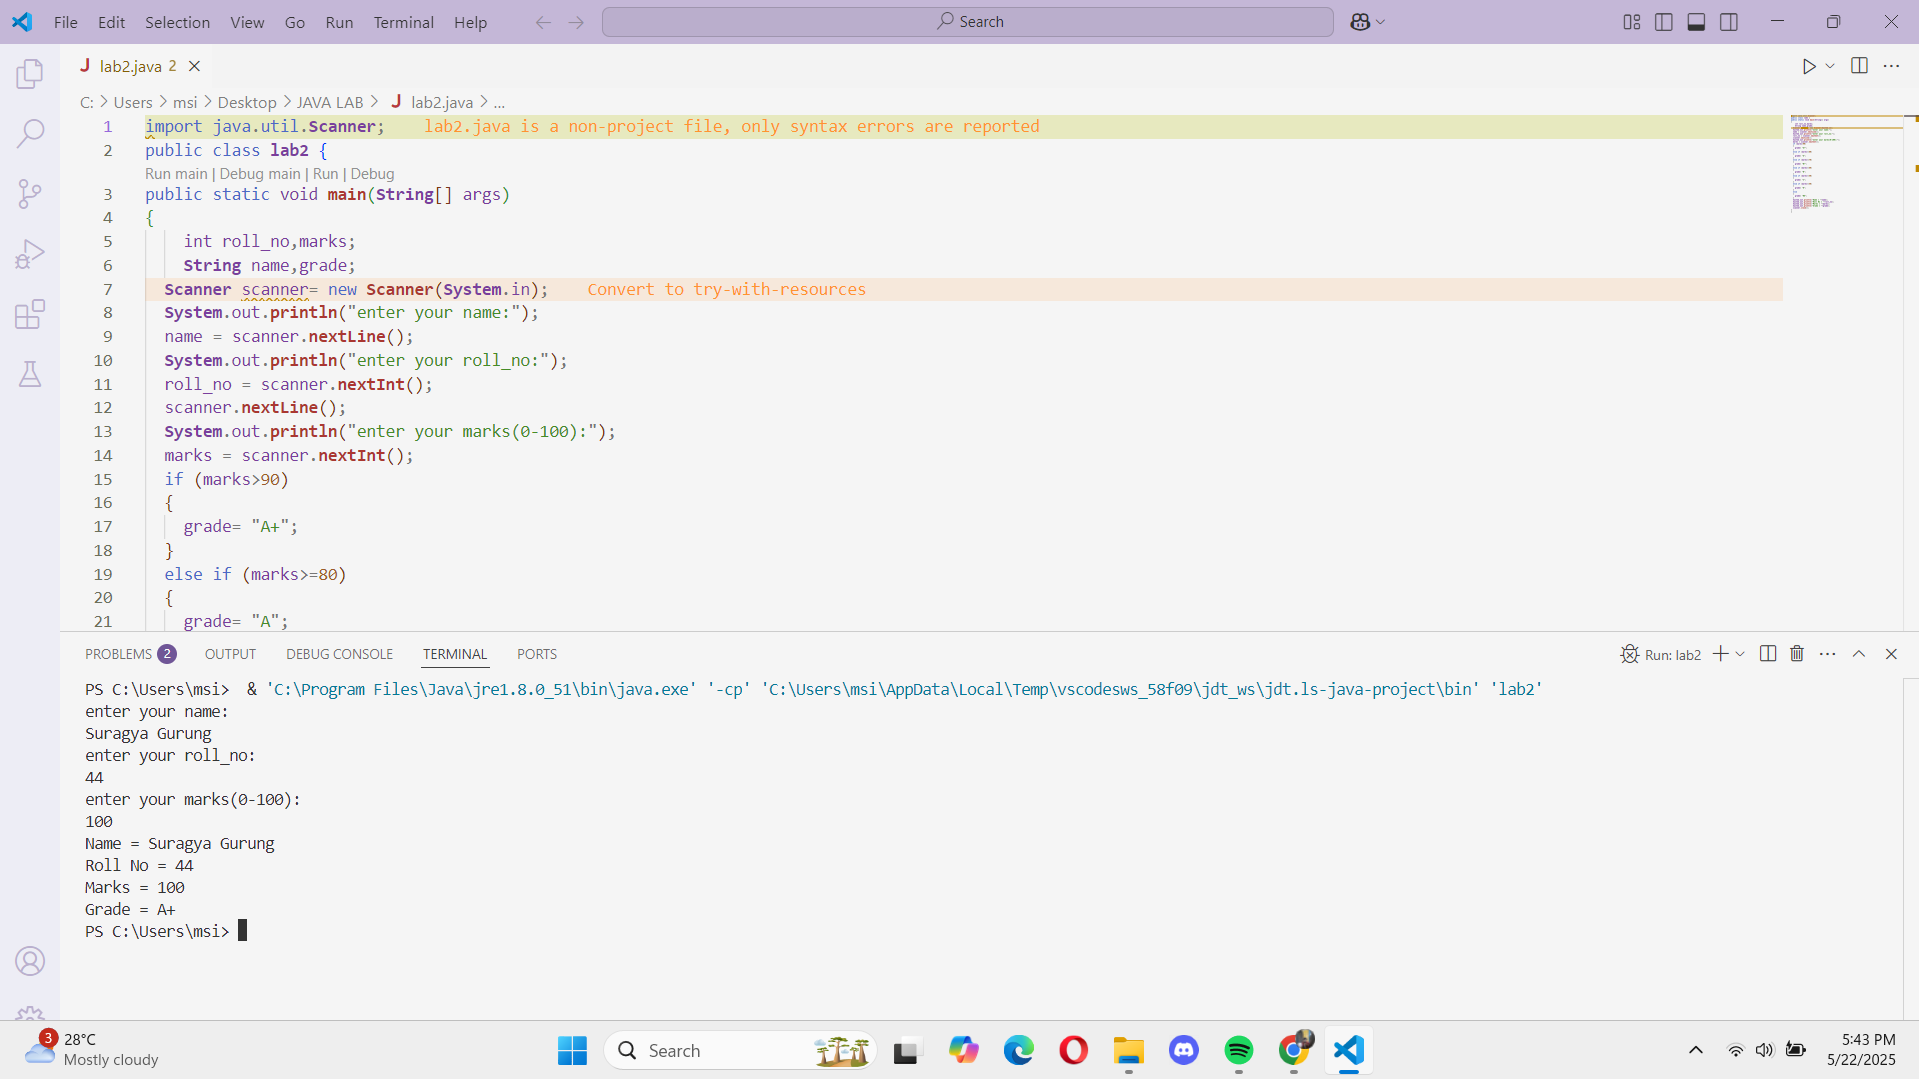 File Edit Selection View Go Run Terminal Help
Search
J lab2.java 2
C: > Users > msi > Desktop > JAVA LAB > J lab2.java > ...
1 import java.util.Scanner; lab2.java is a non-project file, only syntax errors are reported
2 public class lab2 {
Run main | Debug main | Run | Debug
3 public static void main(String[] args)
4 {
5 int roll_no,marks;
6 String name,grade;
7 Scanner scanner= new Scanner(System.in); Convert to try-with-resources
8 System.out.println("enter your name:");
9 name = scanner.nextLine();
10 System.out.println("enter your roll_no:");
11 roll_no = scanner.nextInt();
12 scanner.nextLine();
13 System.out.println("enter your marks(0-100):");
14 marks = scanner.nextInt();
15 if (marks>90)
16 {
17 grade= "A+";
18 }
19 else if (marks>=80)
20 {
21 grade= "A";
PROBLEMS 2 OUTPUT DEBUG CONSOLE TERMINAL PORTS
Run: lab2
PS C:\Users\msi> & 'C:\Program Files\Java\jre1.8.0_51\bin\java.exe' '-cp' 'C:\Users\msi\AppData\Local\Temp\vscodesws_58f09\jdt_ws\jdt.ls-java-project\bin' 'lab2'
enter your name:
Suragya Gurung
enter your roll_no:
44
enter your marks(0-100):
100
Name = Suragya Gurung
Roll No = 44
Marks = 100
Grade = A+
PS C:\Users\msi>
3
28°C
Mostly cloudy
Search
5:43 PM
5/22/2025